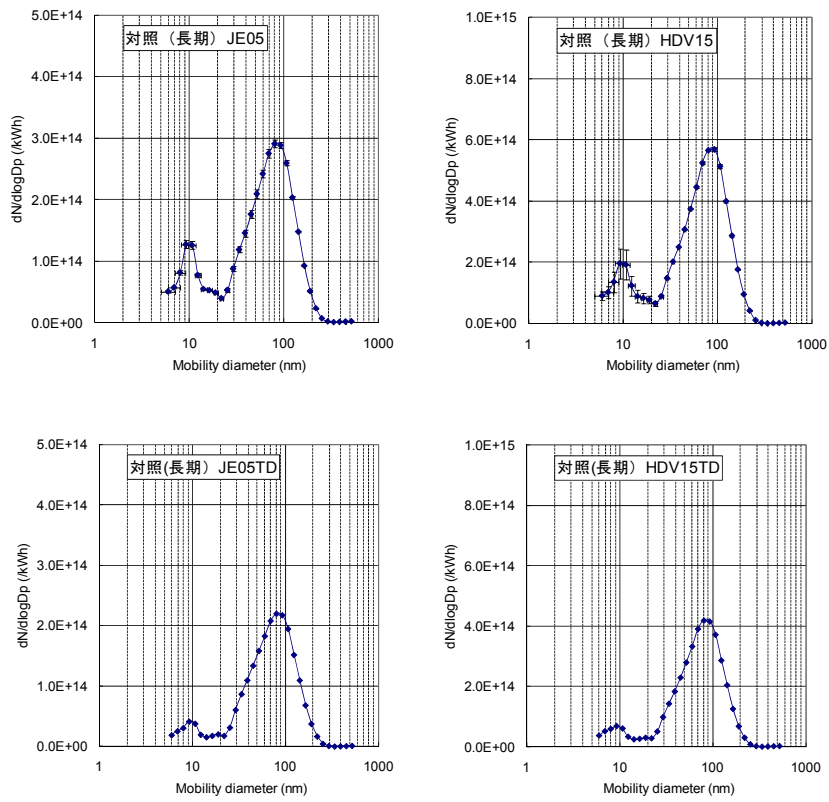 対照（長期）JE05
5.0E+14
4.0E+14
3.0E+14
2.0E+14
1.0E+14
0.0E+00
dN/dlogDp (/kWh)
1
10
100
1000
Mobility diameter (nm)
対照（長期）HDV15
1.0E+15
8.0E+14
6.0E+14
4.0E+14
2.0E+14
0.0E+00
dN/dlogDp (/kWh)
1
10
100
1000
Mobility diameter (nm)
対照(長期）JE05TD
5.0E+14
4.0E+14
3.0E+14
2.0E+14
1.0E+14
0.0E+00
dN/dlogDp (/kWh)
1
10
100
1000
Mobility diameter (nm)
対照(長期）HDV15TD
1.0E+15
8.0E+14
6.0E+14
4.0E+14
2.0E+14
0.0E+00
dN/dlogDp (/kWh)
1
10
100
1000
Mobility diameter (nm)